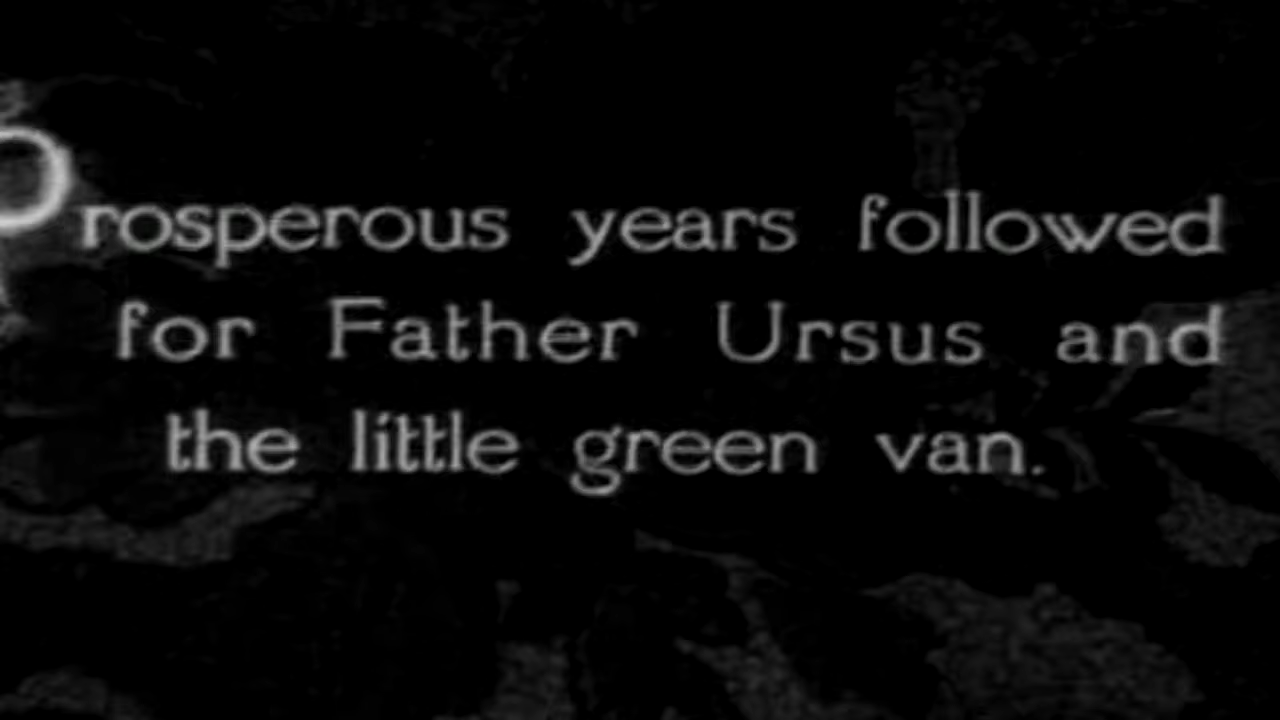 Prosperous years followed
for Father Ursus and
the little green van.